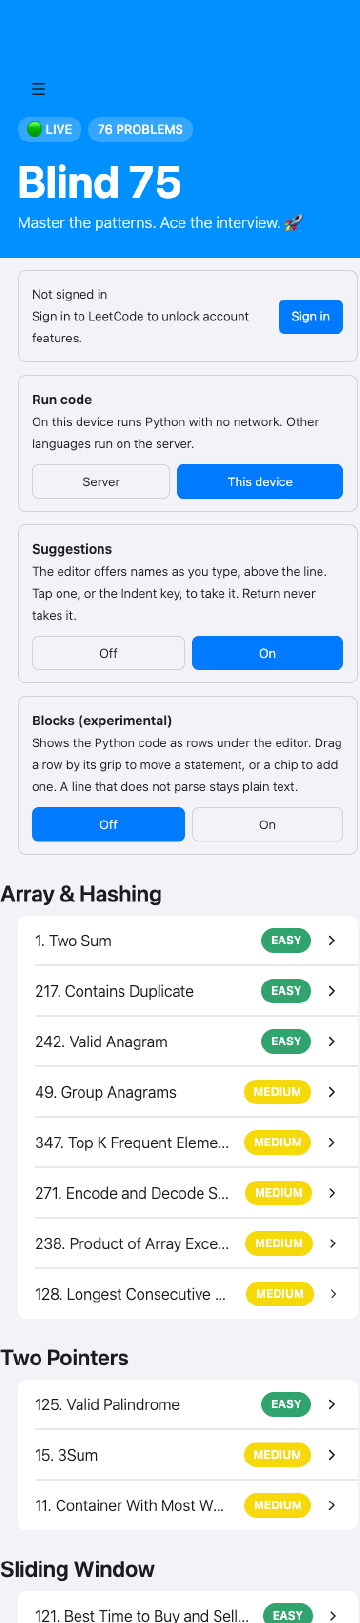 LIVE
76 PROBLEMS
Blind 75
Master the patterns. Ace the interview. 🚀
Not signed in
Sign in to LeetCode to unlock account
features.
Sign in
Run code
On this device runs Python with no network. Other
languages run on the server.
Server
This device
Suggestions
The editor offers names as you type, above the line.
Tap one, or the Indent key, to take it. Return never
takes it.
Off
On
Blocks (experimental)
Shows the Python code as rows under the editor. Drag
a row by its grip to move a statement, or a chip to add
one. A line that does not parse stays plain text.
Off
On
Array & Hashing
1. Two Sum EASY
217. Contains Duplicate EASY
242. Valid Anagram EASY
49. Group Anagrams MEDIUM
347. Top K Frequent Eleme... MEDIUM
271. Encode and Decode S... MEDIUM
238. Product of Array Exce... MEDIUM
128. Longest Consecutive ... MEDIUM
Two Pointers
125. Valid Palindrome EASY
15. 3Sum MEDIUM
11. Container With Most W... MEDIUM
Sliding Window
121. Best Time to Buy and Sell... EASY